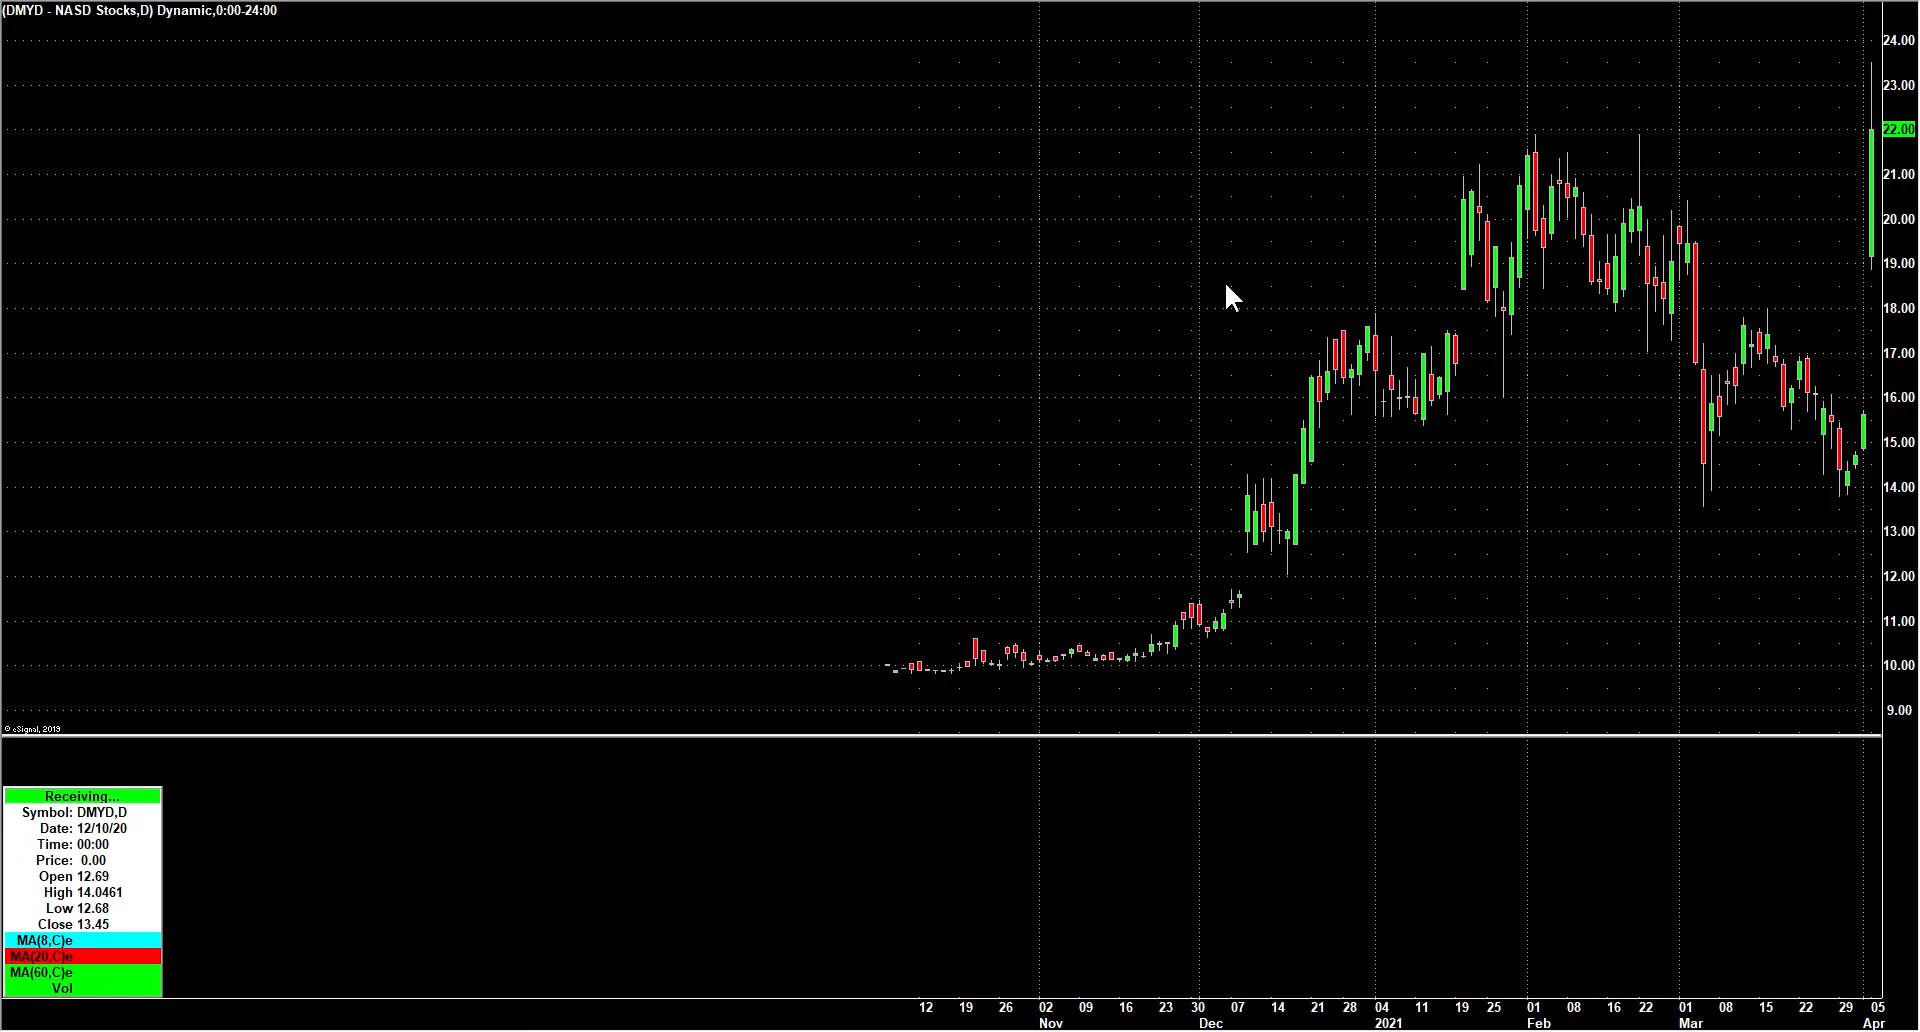 (DMYD - NASD Stocks,D) Dynamic,0:00-24:00
24.00
23.00
22.00
21.00
20.00
19.00
18.00
17.00
16.00
15.00
14.00
13.00
12.00
11.00
10.00
9.00
© eSignal, 2019
Receiving...
Symbol: DMYD,D
Date: 12/10/20
Time: 00:00
Price: 0.00
Open 12.69
High 14.0461
Low 12.68
Close 13.45
MA(8,C)e
MA(20,C)e
MA(60,C)e
Vol
12 19 26 02 09 16 23 30 07 14 21 28 04 11 19 25 01 08 16 22 01 08 15 22 29 05
Nov Dec 2021 Feb Mar Apr